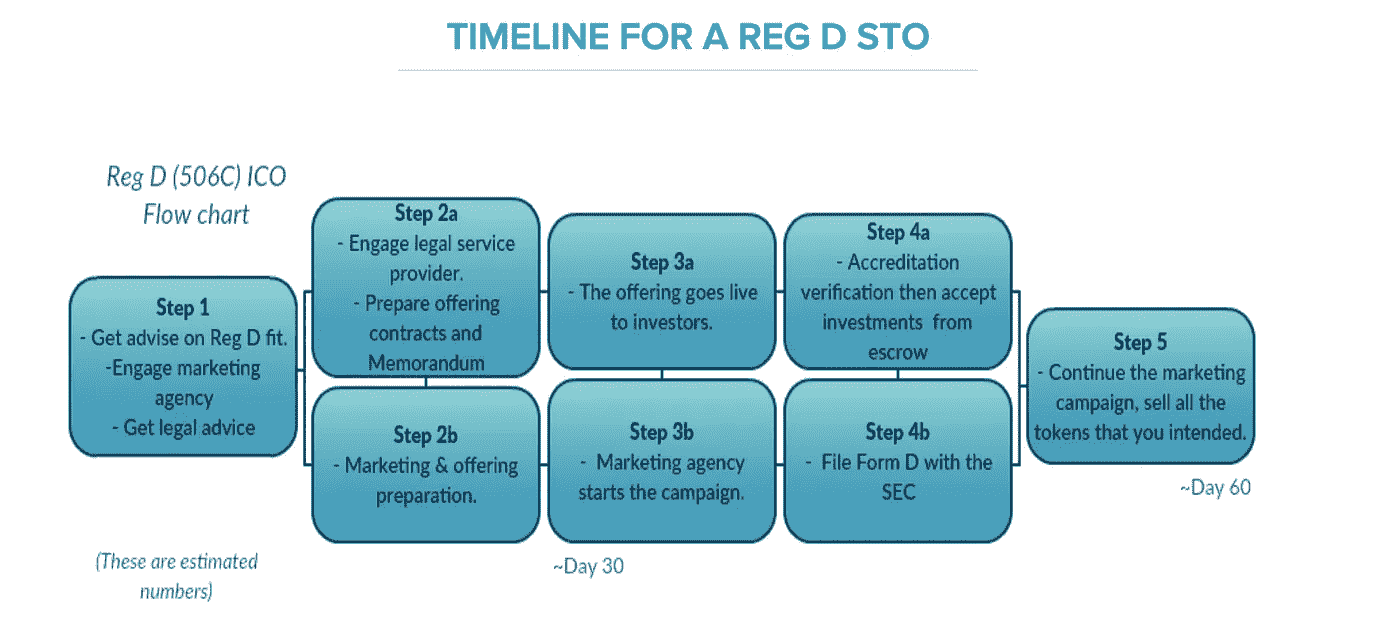 TIMELINE FOR A REG D STO
Reg D (506C) ICO
Flow chart
Step 1
- Get advise on Reg D fit.
-Engage marketing
agency
- Get legal advice
Step 2a
- Engage legal service
provider.
- Prepare offering
contracts and
Memorandum
Step 2b
- Marketing & offering
preparation.
Step 3a
- The offering goes live
to investors.
Step 3b
- Marketing agency
starts the campaign.
Step 4a
- Accreditation
verification then accept
investments from
escrow
Step 4b
- File Form D with the
SEC
Step 5
- Continue the marketing
campaign, sell all the
tokens that you intended.
~Day 60
~Day 30
(These are estimated
numbers)